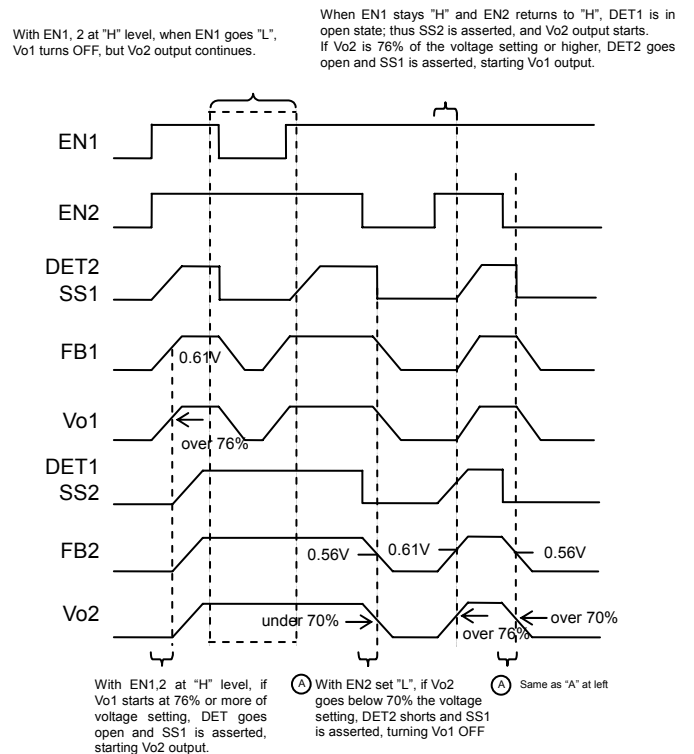 With EN1, 2 at "H" level, when EN1 goes "L",
Vo1 turns OFF, but Vo2 output continues.
When EN1 stays "H" and EN2 returns to "H", DET1 is in
open state; thus SS2 is asserted, and Vo2 output starts.
If Vo2 is 76% of the voltage setting or higher, DET2 goes
open and SS1 is asserted, starting Vo1 output.
EN1
EN2
DET2
SS1
FB1
0.61V
Vo1
over 76%
DET1
SS2
FB2
0.56V
0.61V
0.56V
Vo2
under 70%
over 76%
over 70%
With EN1,2 at "H" level, if
Vo1 starts at 76% or more of
voltage setting, DET goes
open and SS1 is asserted,
starting Vo2 output.
A With EN2 set "L", if Vo2
goes below 70% the voltage
setting, DET2 shorts and SS1
is asserted, turning Vo1 OFF
A Same as "A" at left